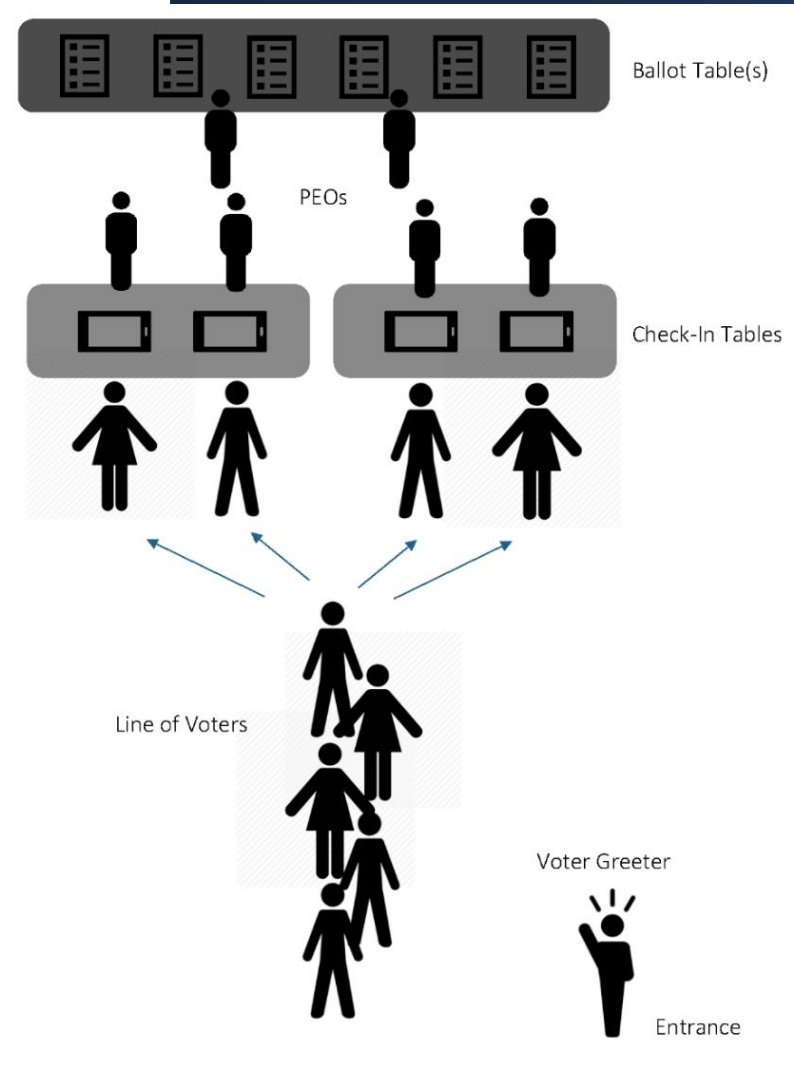 Ballot Table(s)
PEOs
Check-In Tables
Line of Voters
Voter Greeter
Entrance